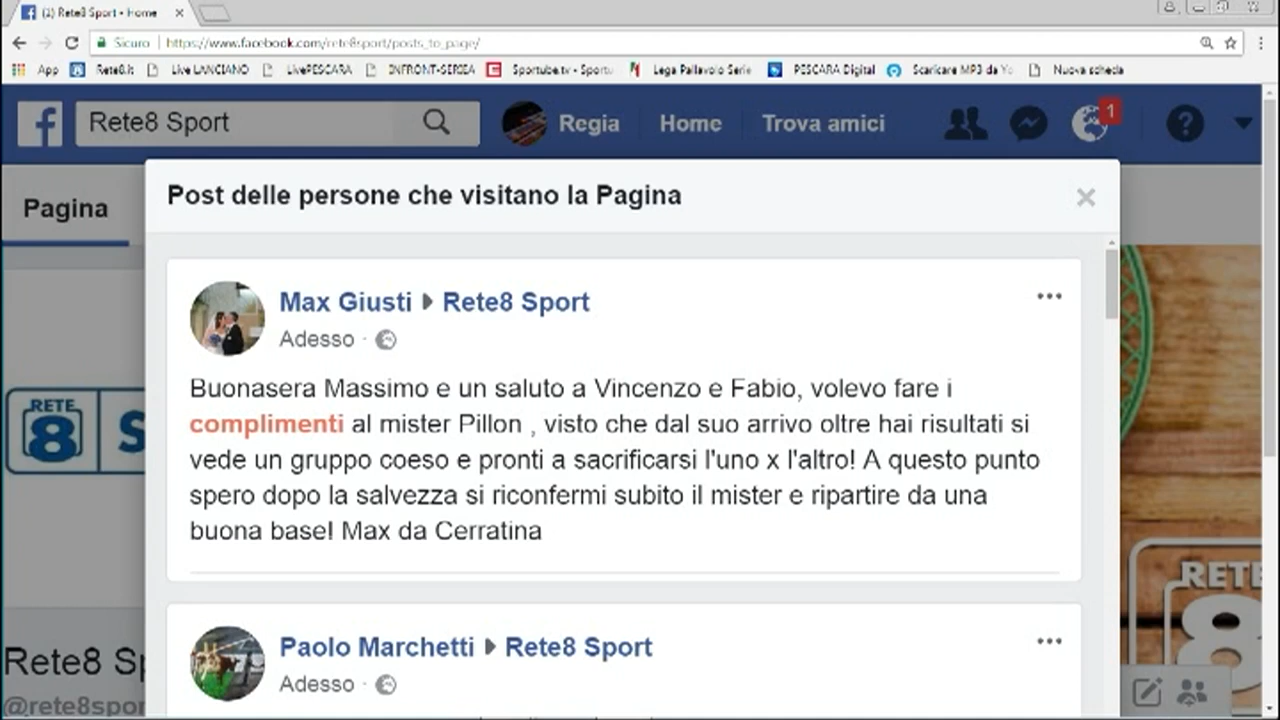 (1) Rete8 Sport - Home
Sicuro https://www.facebook.com/rete8sport/posts_to_page/
App Rete8.it Live LANCIANO LivePESCARA INFRONT-SERIEA Sportube.tv - Sportu Lega Pallavolo Serie PESCARA Digital Scaricare MP3 da Yo Nuova scheda
Rete8 Sport Regia Home Trova amici 1
Pagina
Post delle persone che visitano la Pagina
Max Giusti Rete8 Sport
Adesso ·
Buonasera Massimo e un saluto a Vincenzo e Fabio, volevo fare i
complimenti al mister Pillon , visto che dal suo arrivo oltre hai risultati si
vede un gruppo coeso e pronti a sacrificarsi l'uno x l'altro! A questo punto
spero dopo la salvezza si riconfermi subito il mister e ripartire da una
buona base! Max da Cerratina
RETE
8 S
RETE
8
Paolo Marchetti Rete8 Sport
Adesso ·
Rete8 Sp
@rete8spor